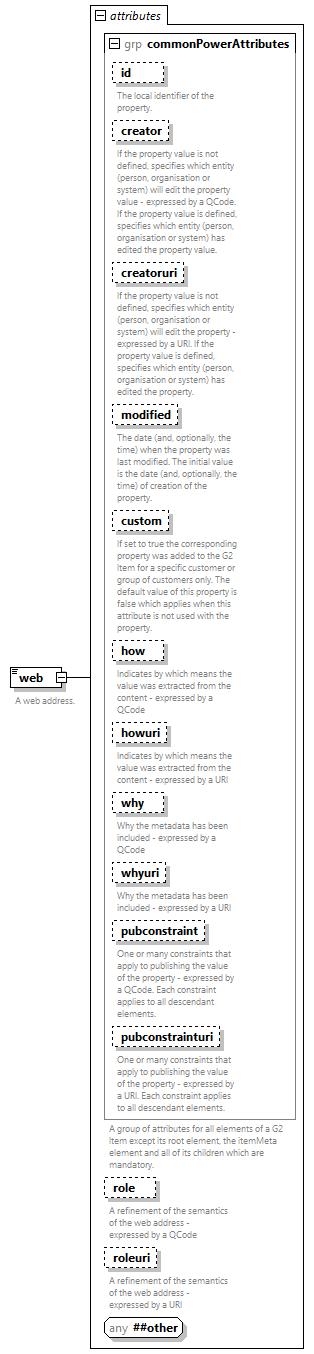 attributes
grp commonPowerAttributes
id
The local identifier of the
property.
creator
If the property value is not
defined, specifies which entity
(person, organisation or
system) will edit the property
value - expressed by a QCode.
If the property value is defined,
specifies which entity (person,
organisation or system) has
edited the property value.
creatoruri
If the property value is not
defined, specifies which entity
(person, organisation or
system) will edit the property -
expressed by a URI. If the
property value is defined,
specifies which entity (person,
organisation or system) has
edited the property.
modified
The date (and, optionally, the
time) when the property was
last modified. The initial value
is the date (and, optionally, the
time) of creation of the
property.
custom
If set to true the corresponding
property was added to the G2
Item for a specific customer or
group of customers only. The
default value of this property is
false which applies when this
attribute is not used with the
property.
how
Indicates by which means the
value was extracted from the
content - expressed by a
QCode
howuri
Indicates by which means the
value was extracted from the
content - expressed by a URI
why
Why the metadata has been
included - expressed by a
QCode
whyuri
Why the metadata has been
included - expressed by a URI
pubconstraint
One or many constraints that
apply to publishing the value
of the property - expressed by
a QCode. Each constraint
applies to all descendant
elements.
pubconstrainturi
One or many constraints that
apply to publishing the value
of the property - expressed by
a URI. Each constraint applies
to all descendant elements.
A group of attributes for all elements of a G2
Item except its root element, the itemMeta
element and all of its children which are
mandatory.
role
A refinement of the semantics
of the web address -
expressed by a QCode
roleuri
A refinement of the semantics
of the web address -
expressed by a URI
any ##other
web
A web address.